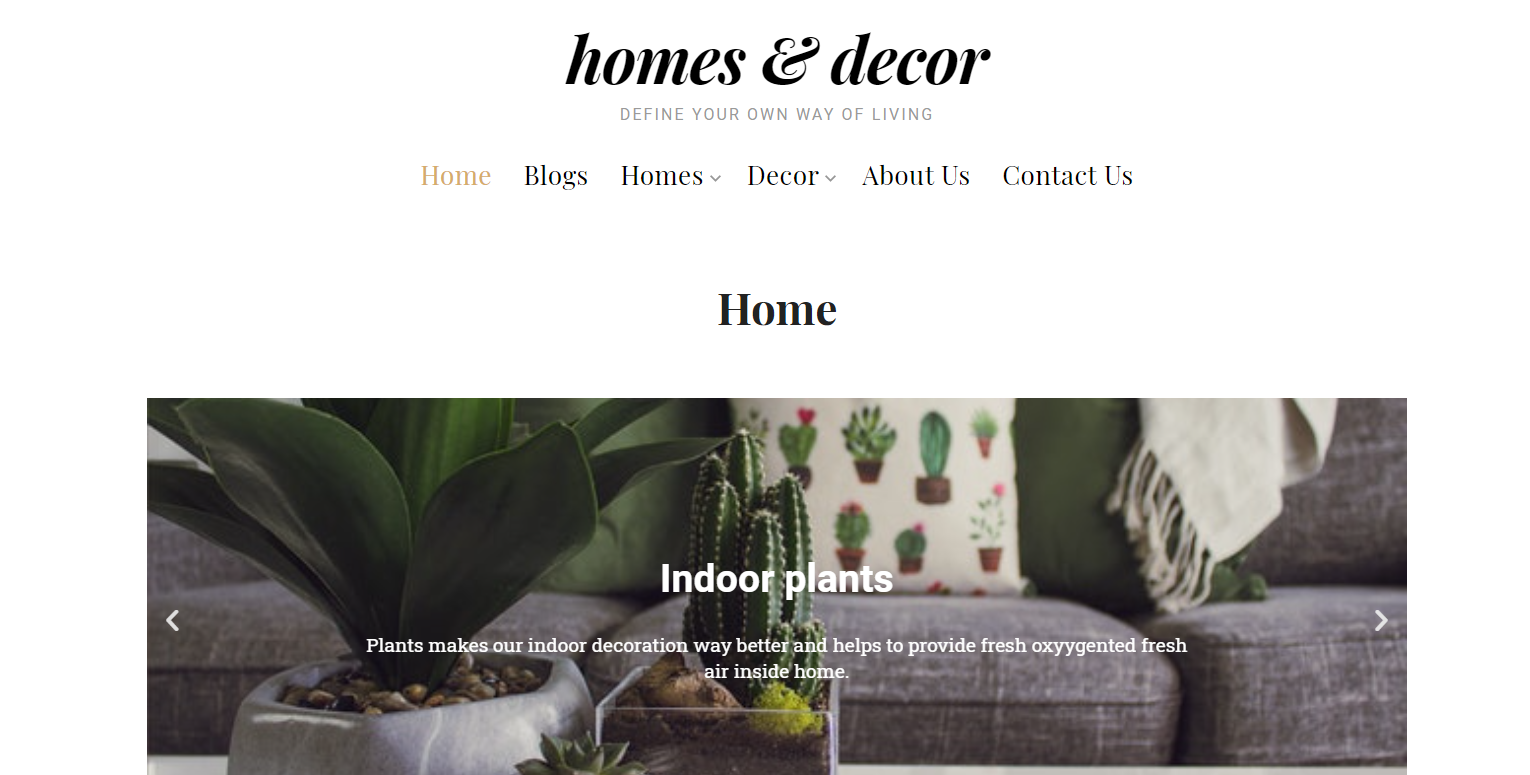 homes & decor
DEFINE YOUR OWN WAY OF LIVING
Home Blogs Homes Decor About Us Contact Us
Home
Indoor plants
Plants makes our indoor decoration way better and helps to provide fresh oxyygented fresh
air inside home.